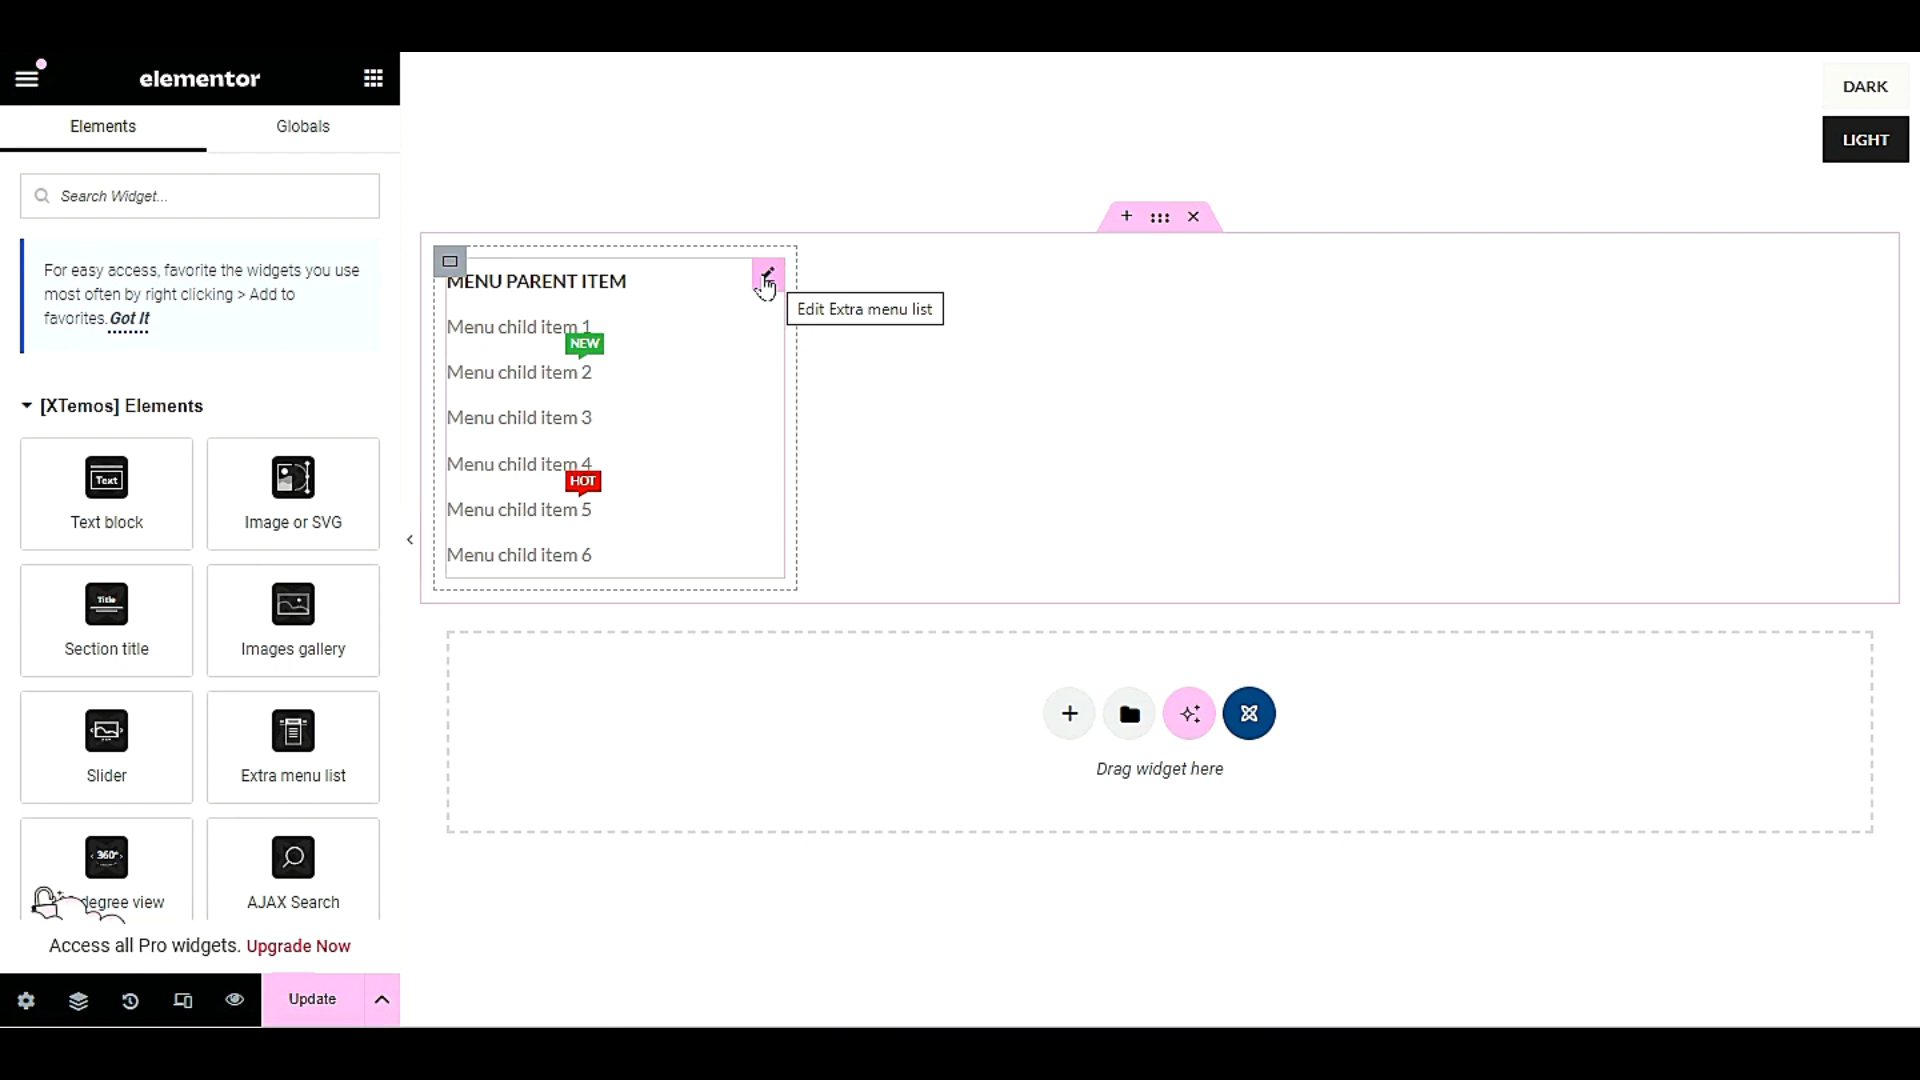 elementor
Elements
Globals
Search Widget...
For easy access, favorite the widgets you use
most often by right clicking > Add to
favorites. Got It
[XTemos] Elements
Text
Text block
Image or SVG
Title
Section title
Images gallery
Slider
Extra menu list
360°
degree view
AJAX Search
Access all Pro widgets. Upgrade Now
Update
DARK
LIGHT
MENU PARENT ITEM
Edit Extra menu list
Menu child item 1
NEW
Menu child item 2
Menu child item 3
Menu child item 4
HOT
Menu child item 5
Menu child item 6
Drag widget here